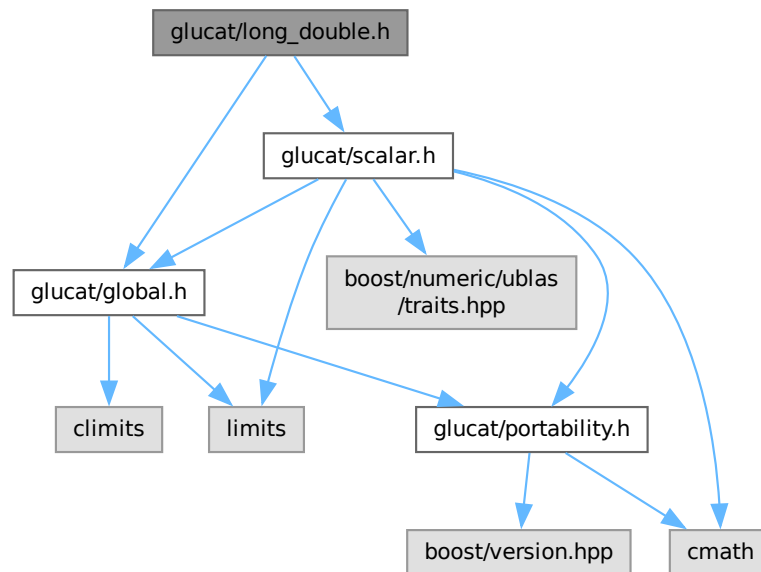 glucat/long_double.h
glucat/scalar.h
glucat/global.h
boost/numeric/ublas
/traits.hpp
climits
limits
glucat/portability.h
boost/version.hpp
cmath